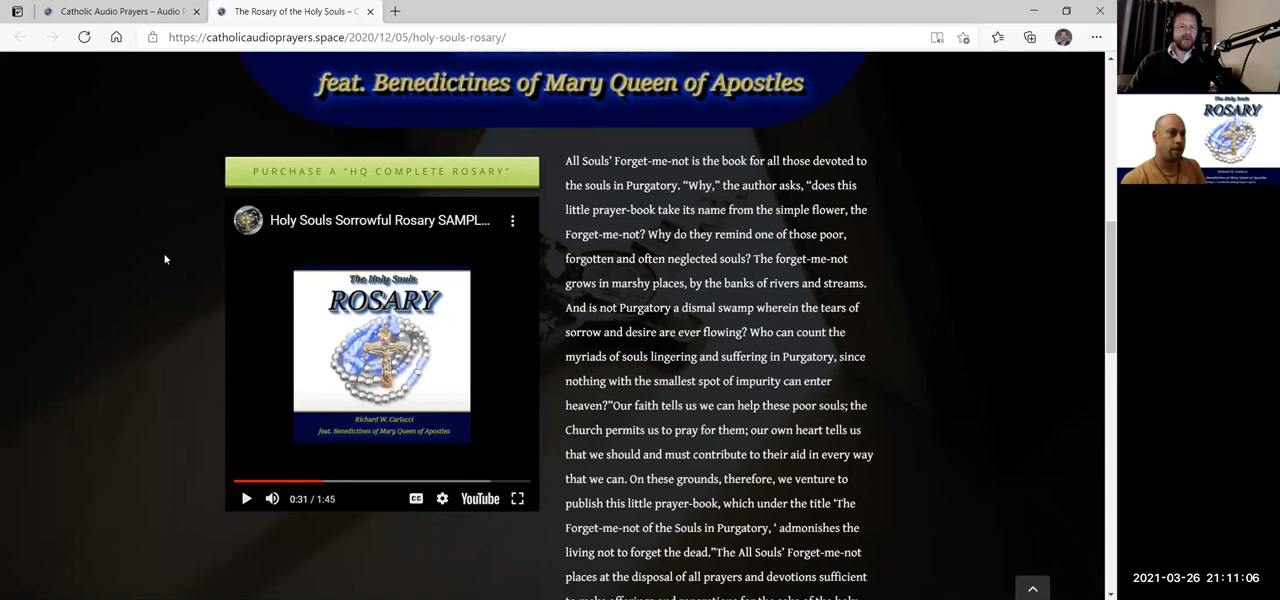 Catholic Audio Prayers – Audio P
The Rosary of the Holy Souls – C
https://catholicaudioprayers.space/2020/12/05/holy-souls-rosary/
feat. Benedictines of Mary Queen of Apostles
PURCHASE A “HQ COMPLETE ROSARY”
Holy Souls Sorrowful Rosary SAMPL...
The Holy Souls
ROSARY
Richard W. Carlucci
feat. Benedictines of Mary Queen of Apostles
0:31 / 1:45
CC
YouTube
All Souls’ Forget-me-not is the book for all those devoted to
the souls in Purgatory. “Why,” the author asks, “does this
little prayer-book take its name from the simple flower, the
Forget-me-not? Why do they remind one of those poor,
forgotten and often neglected souls? The forget-me-not
grows in marshy places, by the banks of rivers and streams.
And is not Purgatory a dismal swamp wherein the tears of
sorrow and desire are ever flowing? Who can count the
myriads of souls lingering and suffering in Purgatory, since
nothing with the smallest spot of impurity can enter
heaven?”Our faith tells us we can help these poor souls; the
Church permits us to pray for them; our own heart tells us
that we should and must contribute to their aid in every way
that we can. On these grounds, therefore, we venture to
publish this little prayer-book, which under the title ‘The
Forget-me-not of the Souls in Purgatory, ‘ admonishes the
living not to forget the dead.”The All Souls’ Forget-me-not
places at the disposal of all prayers and devotions sufficient
The Holy Souls
ROSARY
2021-03-26 21:11:06